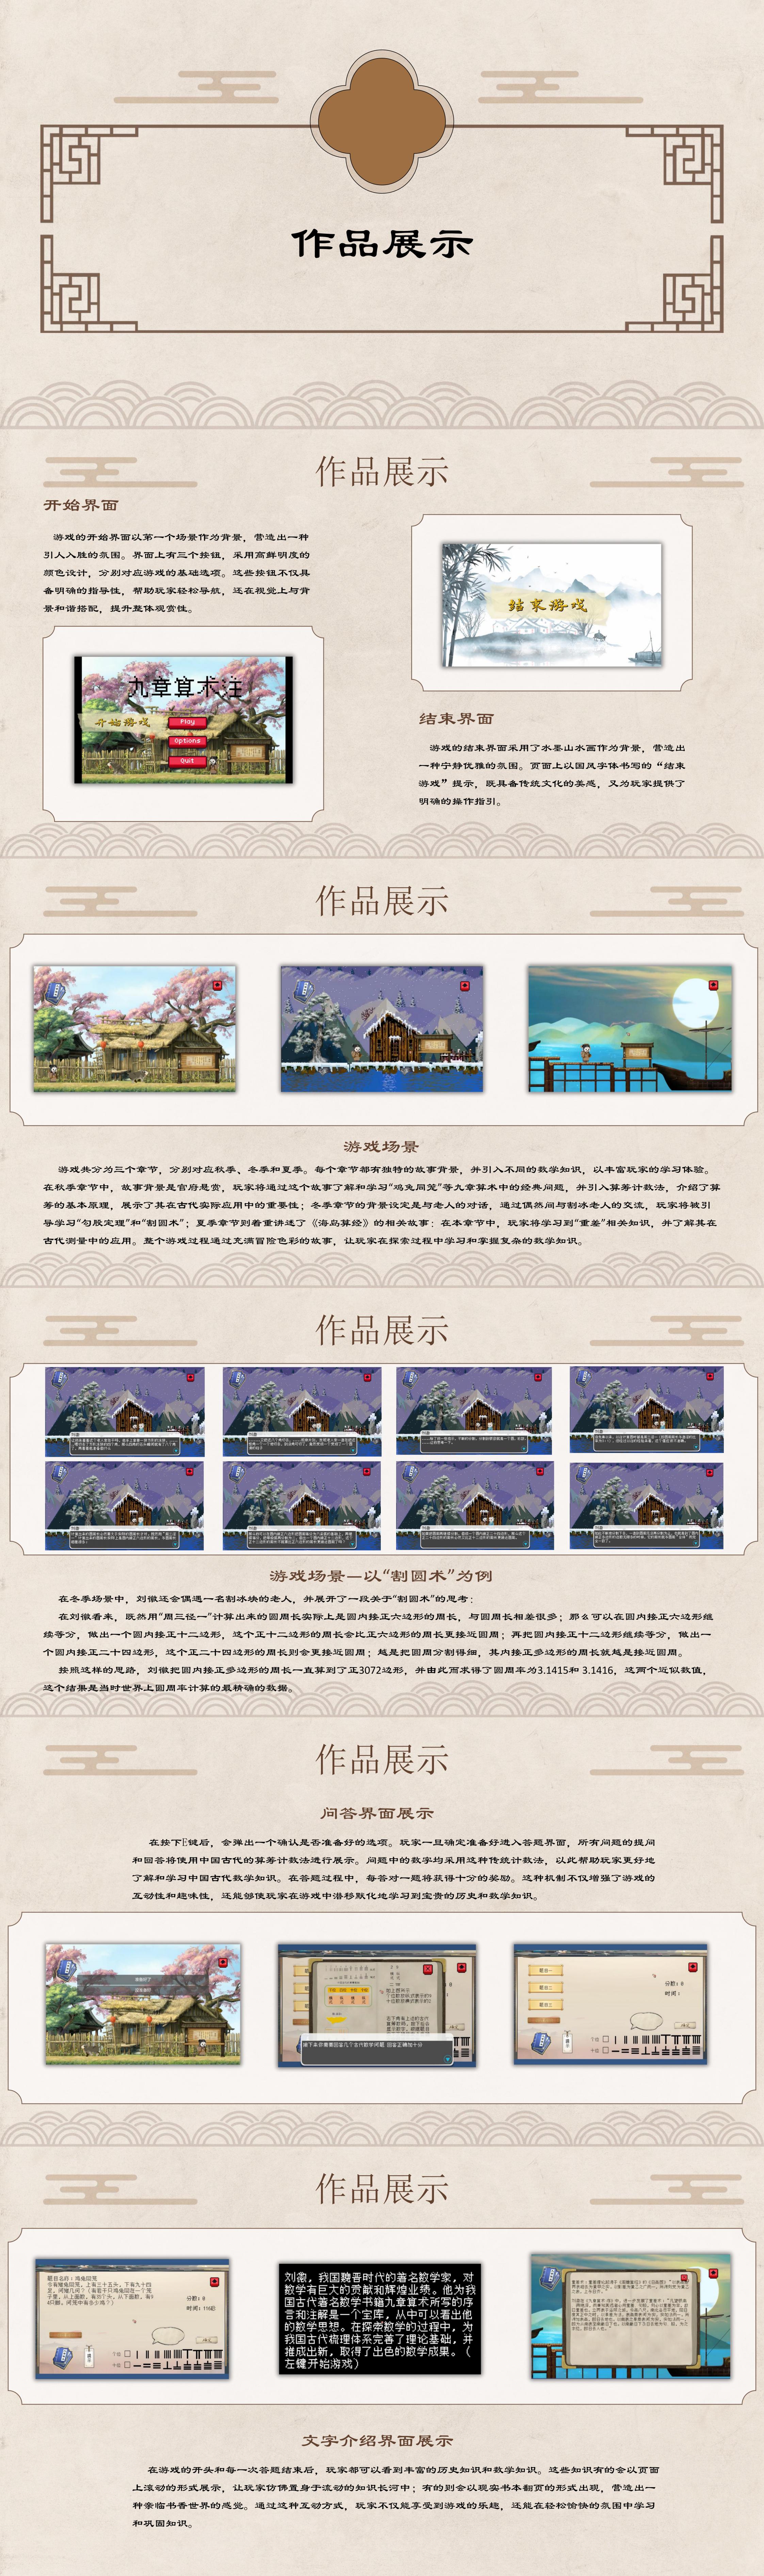 作品展示
作品展示
开始界面
游戏的开始界面以第一个场景作为背景，营造出一种
引人入胜的氛围。界面上有三个按钮，采用高鲜明度的
颜色设计，分别对应游戏的基础选项。这些按钮不仅具
备明确的指导性，帮助玩家轻松导航，还在视觉上与背
景和谐搭配，提升整体观赏性。
九章算术注
开始游戏
Play
Options
Quit
结束游戏
结束界面
游戏的结束界面采用了水墨山水画作为背景，营造出
一种宁静优雅的氛围。页面上以国风字体书写的“结束
游戏”提示，既具备传统文化的美感，又为玩家提供了
明确的操作指引。
作品展示
游戏场景
游戏共分为三个章节，分别对应秋季、冬季和夏季。每个章节都有独特的故事背景，并引入不同的数学知识，以丰富玩家的学习体验。
在秋季章节中，故事背景是官府悬赏，玩家将通过这个故事了解和学习“鸡兔同笼”等九章算术中的经典问题，并引入算筹计数法，介绍了算
筹的基本原理，展示了其在古代实际应用中的重要性；冬季章节的背景设定是与老人的对话，通过偶然间与割冰老人的交流，玩家将被引
导学习“勾股定理”和“割圆术”；夏季章节则着重讲述了《海岛算经》的相关故事：在本章节中，玩家将学习到“重差”相关知识，并了解其在
古代测量中的应用。整个游戏过程通过充满冒险色彩的故事，让玩家在探索过程中学习和掌握复杂的数学知识。
作品展示
游戏场景—以“割圆术”为例
在冬季场景中，刘徽还会偶遇一名割冰块的老人，并展开了一段关于“割圆术”的思考：
在刘徽看来，既然用“周三径一”计算出来的圆周长实际上是圆内接正六边形的周长，与圆周长相差很多；那么可以在圆内接正六边形继
续等分，做出一个圆内接正十二边形，这个正十二边形的周长会比正六边形的周长更接近圆周；再把圆内接正十二边形继续等分，做出一
个圆内接正二十四边形，这个正二十四边形的周长则会更接近圆周；越是把圆周分割得细，其内接正多边形的周长就越是接近圆周。
按照这样的思路，刘徽把圆内接正多边形的周长一直算到了正3072边形，并由此而求得了圆周率为3.1415和 3.1416，这两个近似数值，
这个结果是当时世界上圆周率计算的最精确的数据。
作品展示
问答界面展示
在按下E键后，会弹出一个确认是否准备好的选项。玩家一旦确定准备好进入答题界面，所有问题的提问
和回答将使用中国古代的算筹计数法进行展示。问题中的数字均采用这种传统计数法，以此帮助玩家更好地
了解和学习中国古代数学知识。在答题过程中，每答对一题将获得十分的奖励。这种机制不仅增强了游戏的
互动性和趣味性，还能够使玩家在游戏中潜移默化地学习到宝贵的历史和数学知识。
接下来你需要回答几个古代数学问题 回答正确加十分
题目一
题目二
题目三
分数：0
时间：
作品展示
分数：0
刘徽，我国魏晋时代的著名数学家，对
数学有巨大的贡献和辉煌业绩。他为我
国古代著名数学书籍九章算术所写的序
言和注解是一个宝库，从中可以看出他
的数学思想。在探索数学的过程中，为
我国古代梳理体系完善了理论基础，并
推成出新，取得了出色的数学成果。（
左键开始游戏）
文字介绍界面展示
在游戏的开头和每一次答题结束后，玩家都可以看到丰富的历史知识和数学知识。这些知识有的会以页面
上滚动的形式展示，让玩家仿佛置身于流动的知识长河中；有的则会以现实书本翻页的形式出现，营造出一
种亲临书香世界的感觉。通过这种互动方式，玩家不仅能享受到游戏的乐趣，还能在轻松愉快的氛围中学习
和巩固知识。